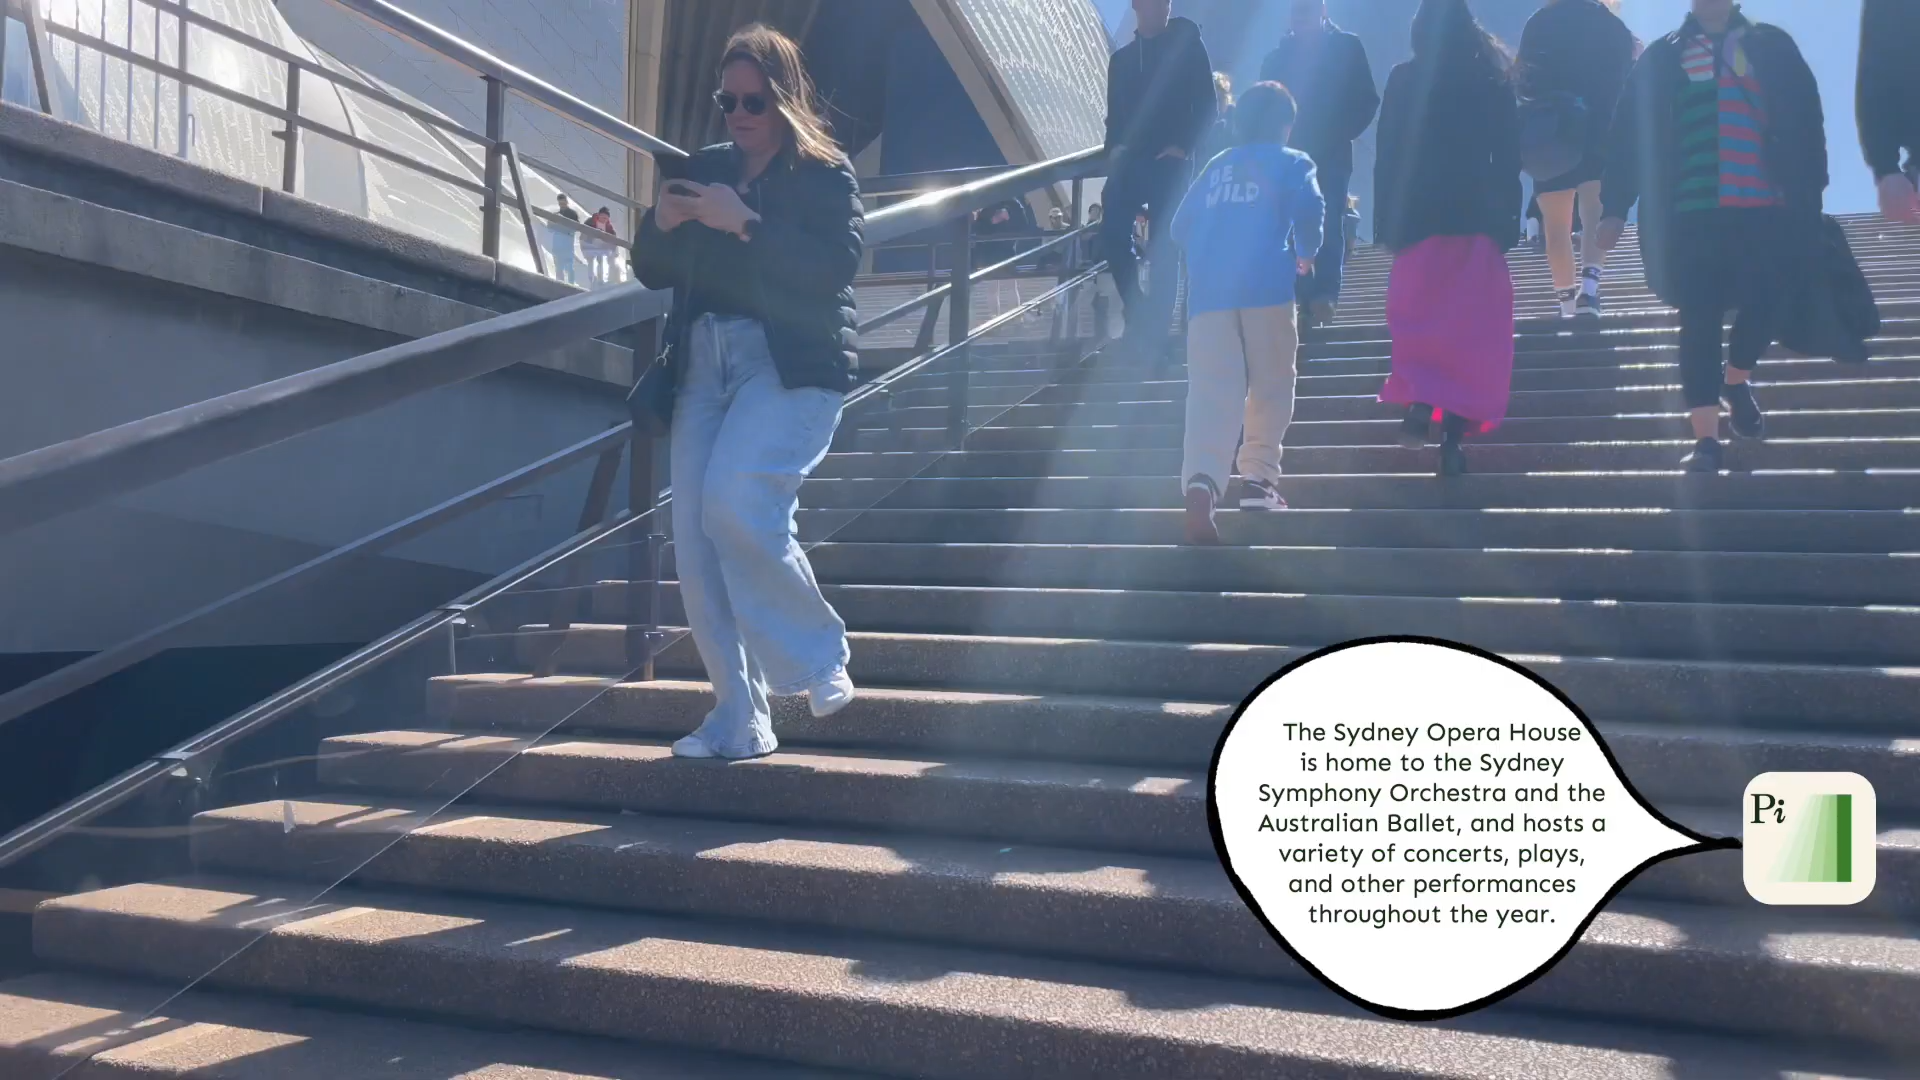 BE
WILD
The Sydney Opera House
is home to the Sydney
Symphony Orchestra and the
Australian Ballet, and hosts a
variety of concerts, plays,
and other performances
throughout the year.
Pi